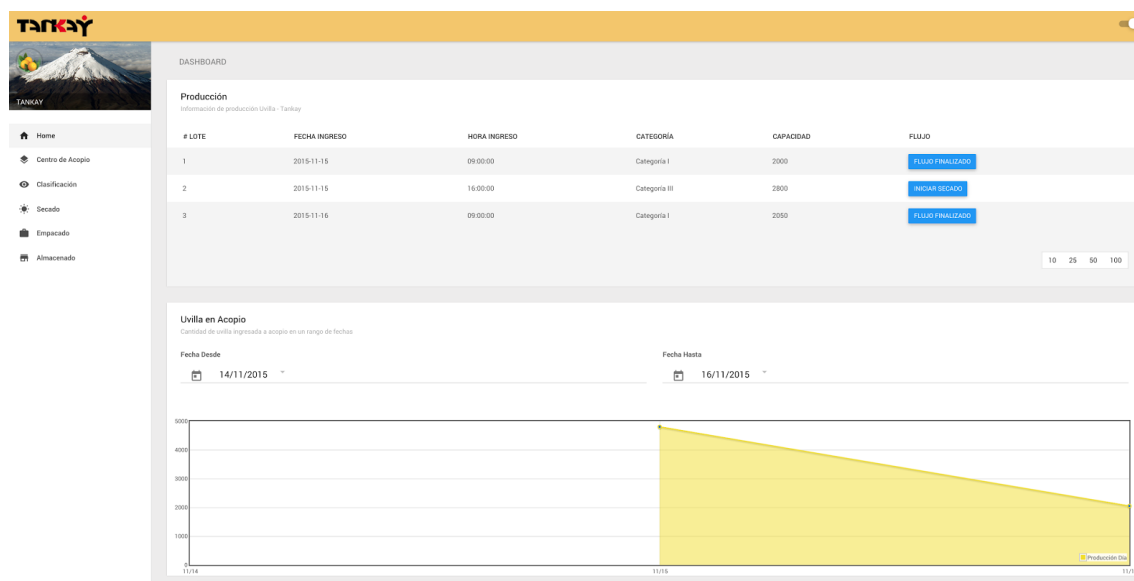 TANKAY
TANKAY
Home
Centro de Acopio
Clasificación
Secado
Empacado
Almacenado
DASHBOARD
Producción
Información de producción Uvilla - Tankay
# LOTE FECHA INGRESO HORA INGRESO CATEGORÍA CAPACIDAD FLUJO
1 2015-11-15 09:00:00 Categoría I 2000 FLUJO FINALIZADO
2 2015-11-15 16:00:00 Categoría III 2800 INICIAR SECADO
3 2015-11-16 09:00:00 Categoría I 2050 FLUJO FINALIZADO
10 25 50 100
Uvilla en Acopio
Cantidad de uvilla ingresada a acopio en un rango de fechas
Fecha Desde Fecha Hasta
14/11/2015 16/11/2015
5000
4000
3000
2000
1000
0
Producción Día
11/14 11/15 11/1